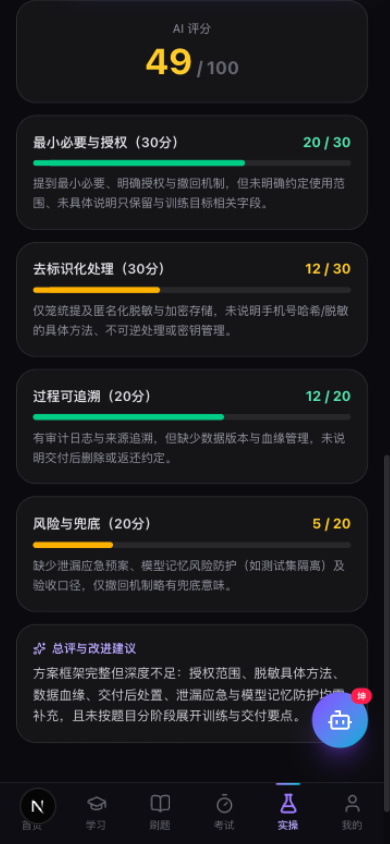 AI 评分
49 / 100
最小必要与授权（30分） 20 / 30
提到最小必要、明确授权与撤回机制，但未明确约定使用范
围、未具体说明只保留与训练目标相关字段。
去标识化处理（30分） 12 / 30
仅笼统提及匿名化脱敏与加密存储，未说明手机号哈希/脱敏
的具体方法、不可逆处理或密钥管理。
过程可追溯（20分） 12 / 20
有审计日志与来源追溯，但缺少数据版本与血缘管理，未说
明交付后删除或返还约定。
风险与兜底（20分） 5 / 20
缺少泄漏应急预案、模型记忆风险防护（如测试集隔离）及
验收口径，仅撤回机制略有兜底意味。
总评与改进建议
方案框架完整但深度不足：授权范围、脱敏具体方法、
数据血缘、交付后处置、泄漏应急与模型记忆防护
补充，且未按题目分阶段展开训练与交付要点。
坤
N
首页 学习 刷题 考试 实操 我的